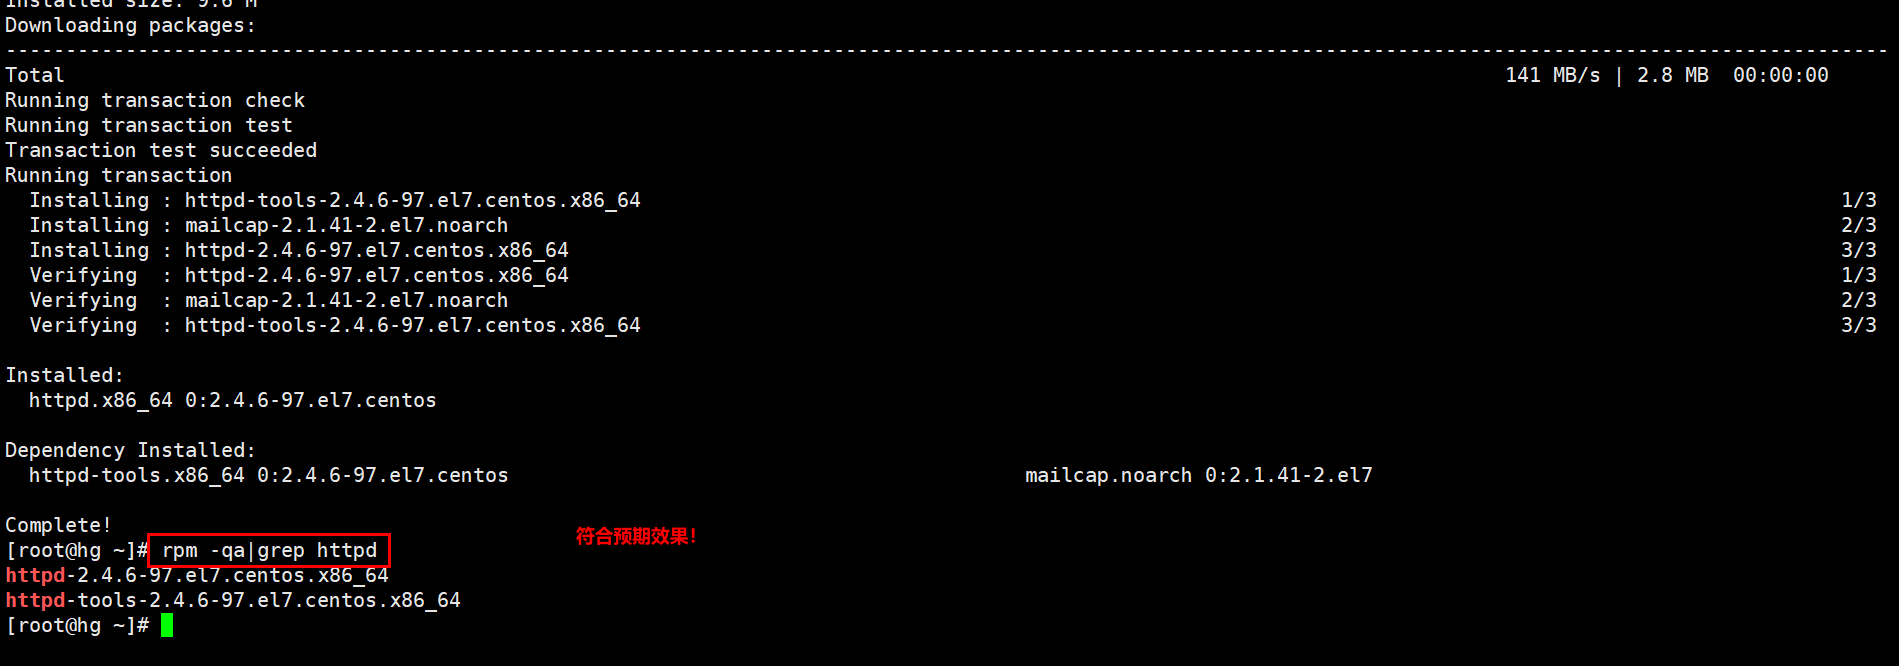 Installed size: 9.6 M
Downloading packages:
-------------------------------------------------------------------------------------------------------------------------------------------------------------
Total 141 MB/s | 2.8 MB 00:00:00
Running transaction check
Running transaction test
Transaction test succeeded
Running transaction
  Installing : httpd-tools-2.4.6-97.el7.centos.x86_64 1/3
  Installing : mailcap-2.1.41-2.el7.noarch 2/3
  Installing : httpd-2.4.6-97.el7.centos.x86_64 3/3
  Verifying  : httpd-2.4.6-97.el7.centos.x86_64 1/3
  Verifying  : mailcap-2.1.41-2.el7.noarch 2/3
  Verifying  : httpd-tools-2.4.6-97.el7.centos.x86_64 3/3
Installed:
  httpd.x86_64 0:2.4.6-97.el7.centos
Dependency Installed:
  httpd-tools.x86_64 0:2.4.6-97.el7.centos mailcap.noarch 0:2.1.41-2.el7
Complete!
符合预期效果！
[root@hg ~]# rpm -qa|grep httpd
httpd-2.4.6-97.el7.centos.x86_64
httpd-tools-2.4.6-97.el7.centos.x86_64
[root@hg ~]#